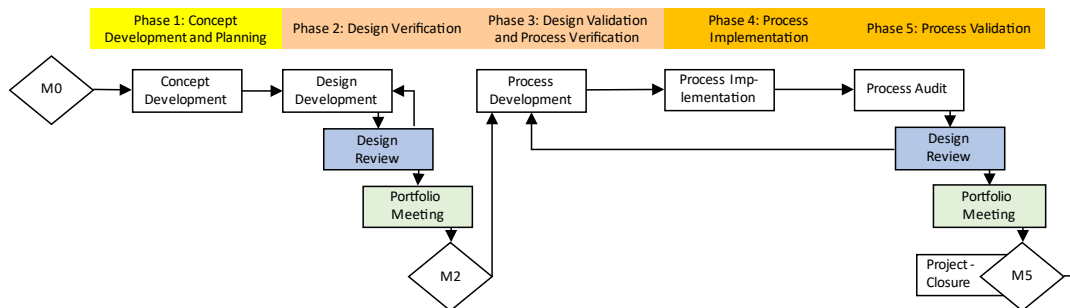 Phase 1: Concept
Development and Planning
Phase 2: Design Verification
Phase 3: Design Validation
and Process Verification
Phase 4: Process
Implementation
Phase 5: Process Validation
M0
Concept
Development
Design
Development
Process
Development
Process Imp-
lementation
Process Audit
Design
Review
Design
Review
Portfolio
Meeting
Portfolio
Meeting
M2
Project -
Closure
M5